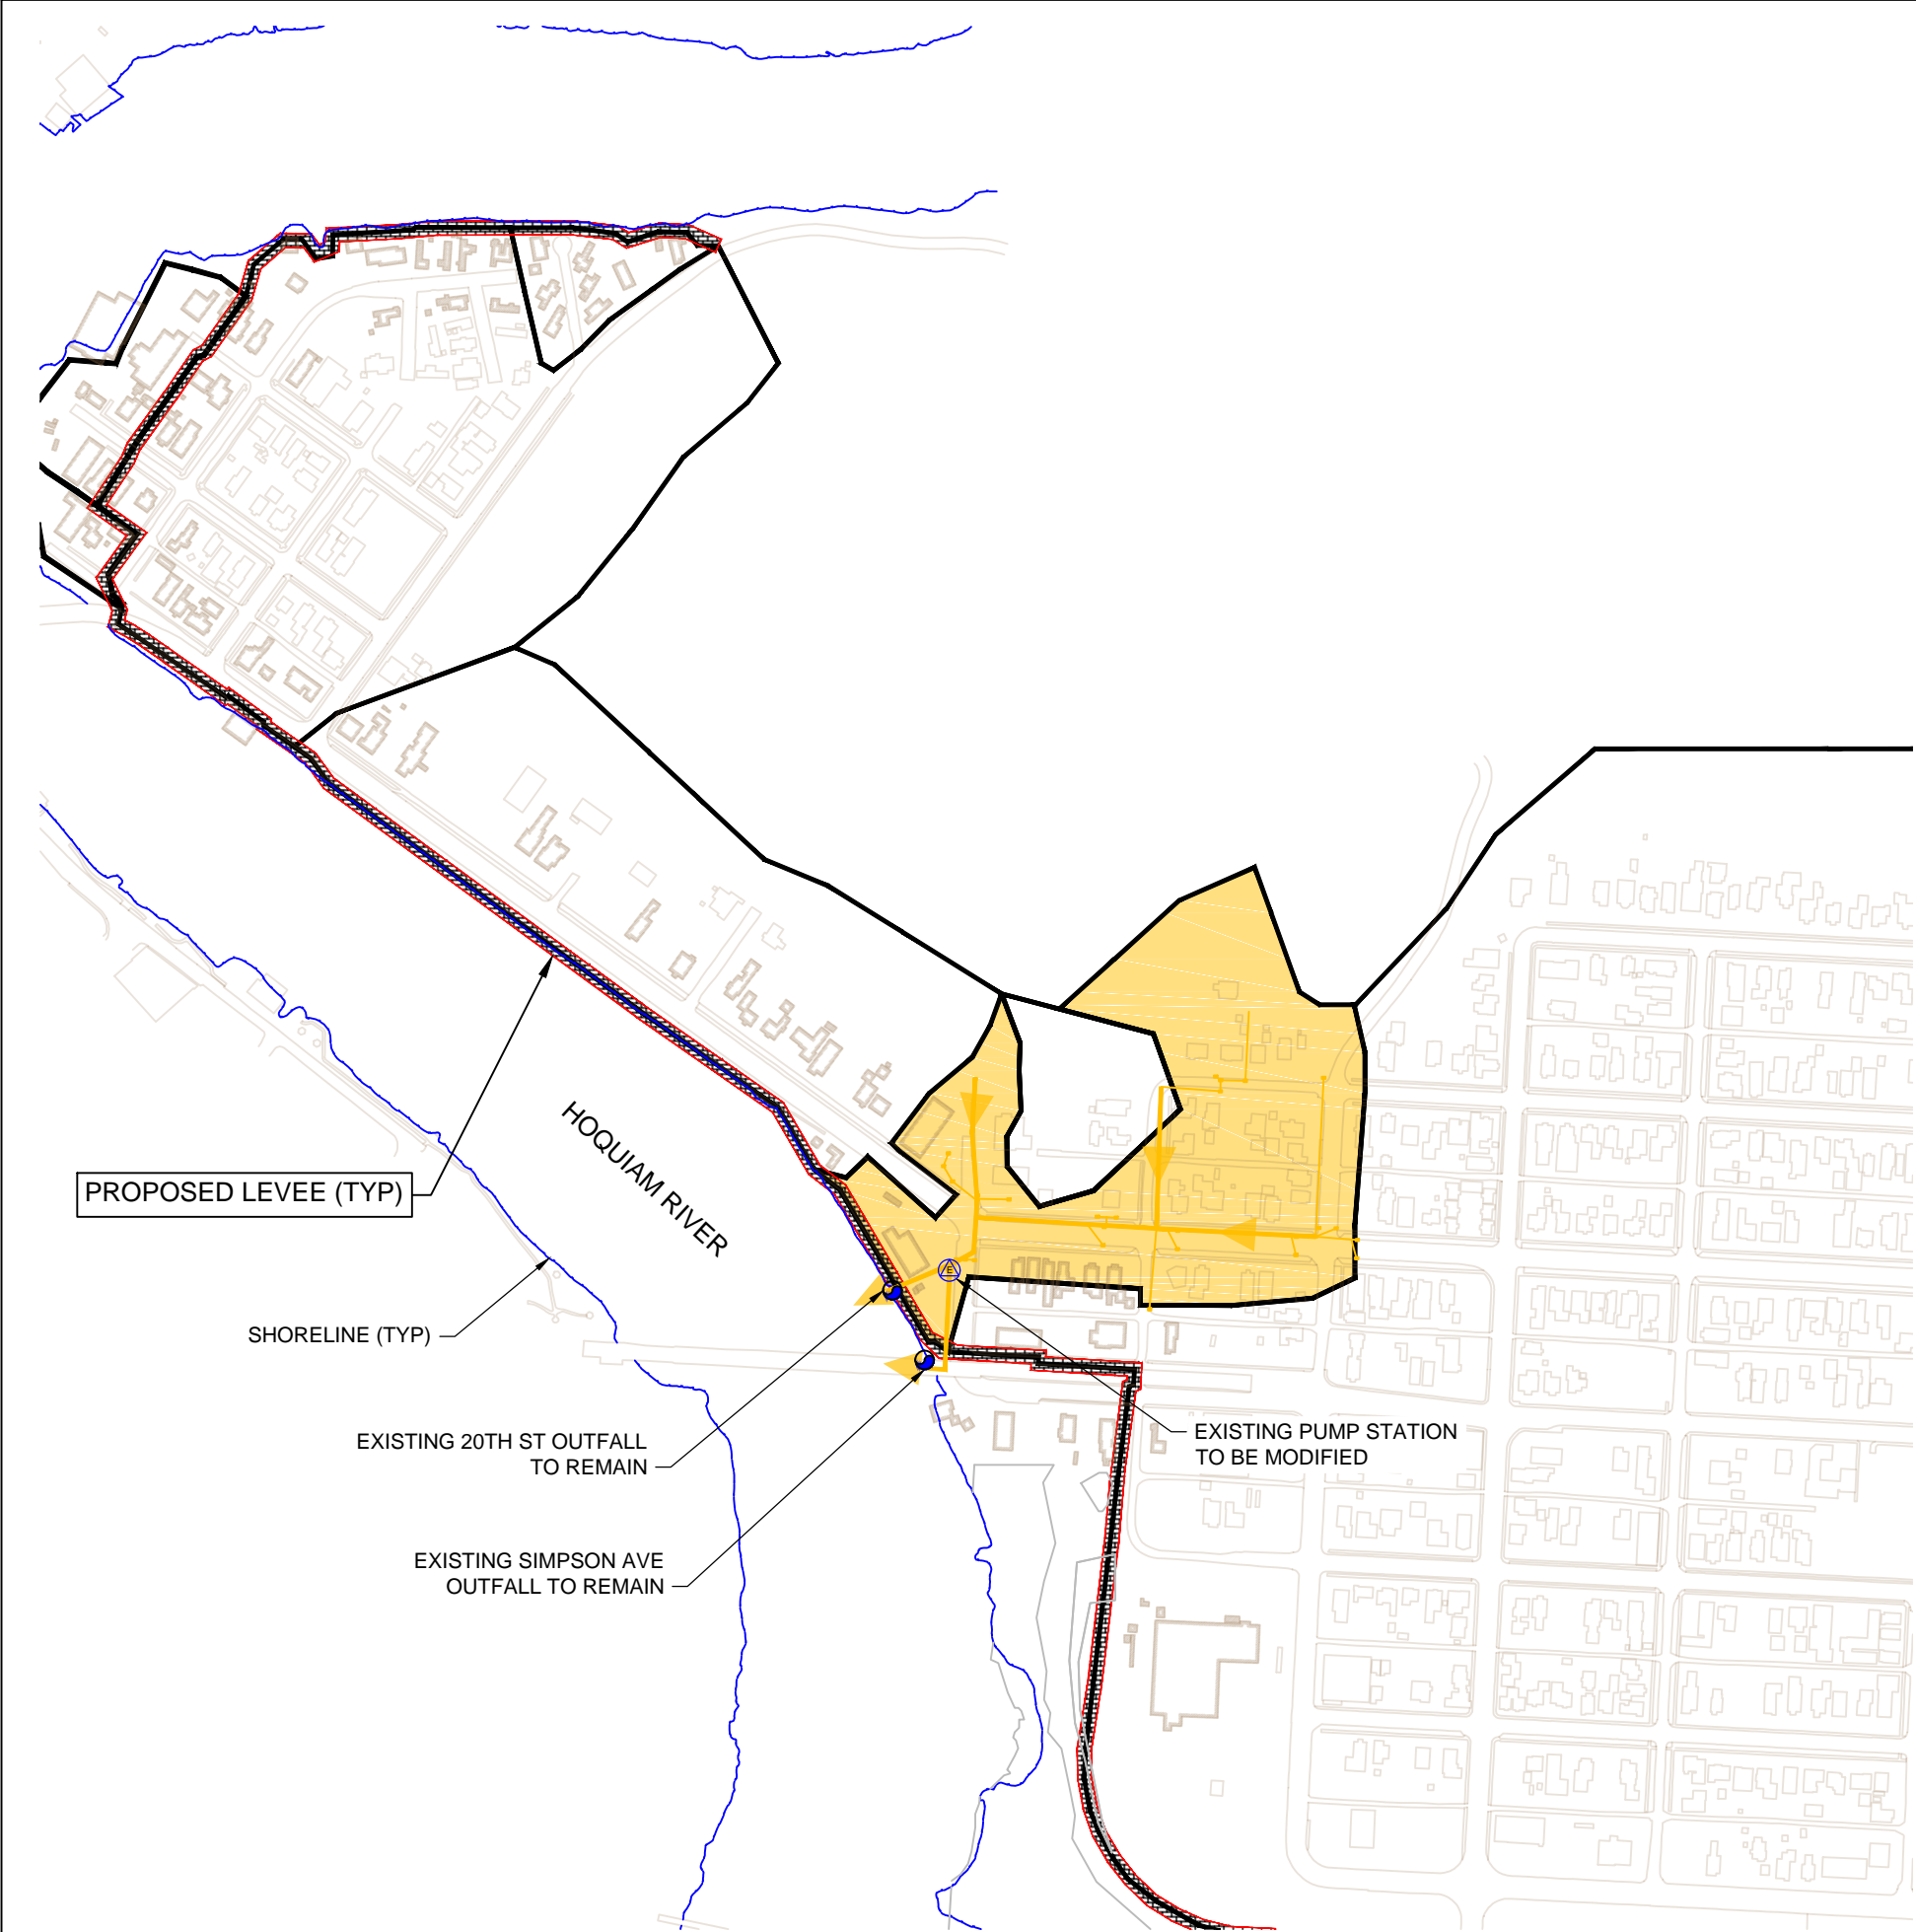 PROPOSED LEVEE (TYP)
HOQUIAM RIVER
E
SHORELINE (TYP)
EXISTING 20TH ST OUTFALL
TO REMAIN
EXISTING PUMP STATION
TO BE MODIFIED
EXISTING SIMPSON AVE
OUTFALL TO REMAIN